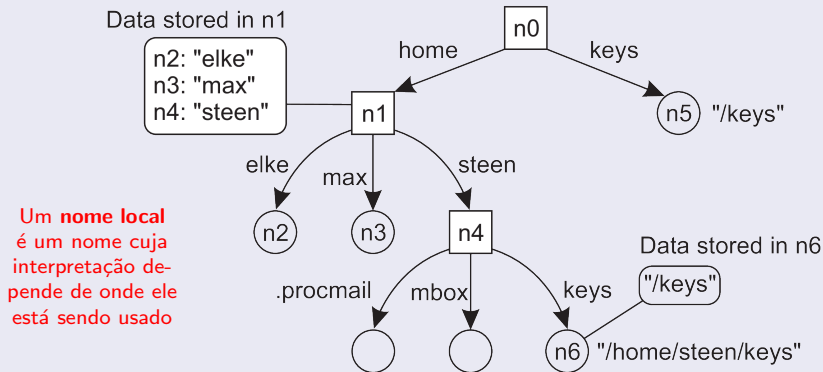 Data stored in n1
n0
home
keys
n2: "elke"
n3: "max"
n4: "steen"
n1
n5
"/keys"
elke
max
steen
n2
n3
n4
Um nome local
é um nome cuja
interpretação de-
pende de onde ele
está sendo usado
Data stored in n6
"/keys"
.procmail
mbox
keys
n6
"/home/steen/keys"